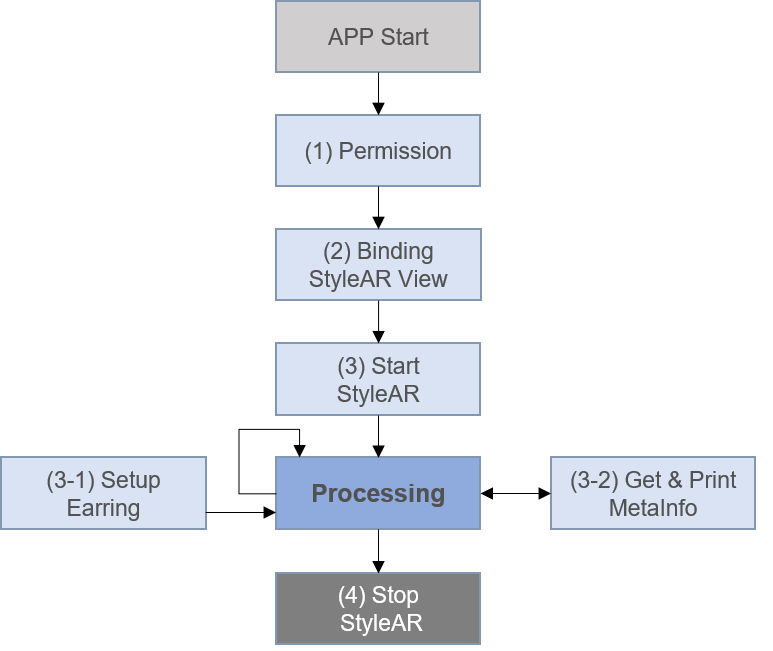 APP Start
(1) Permission
(2) Binding
StyleAR View
(3) Start
StyleAR
(3-1) Setup
Earring
Processing
(3-2) Get & Print
MetaInfo
(4) Stop
StyleAR